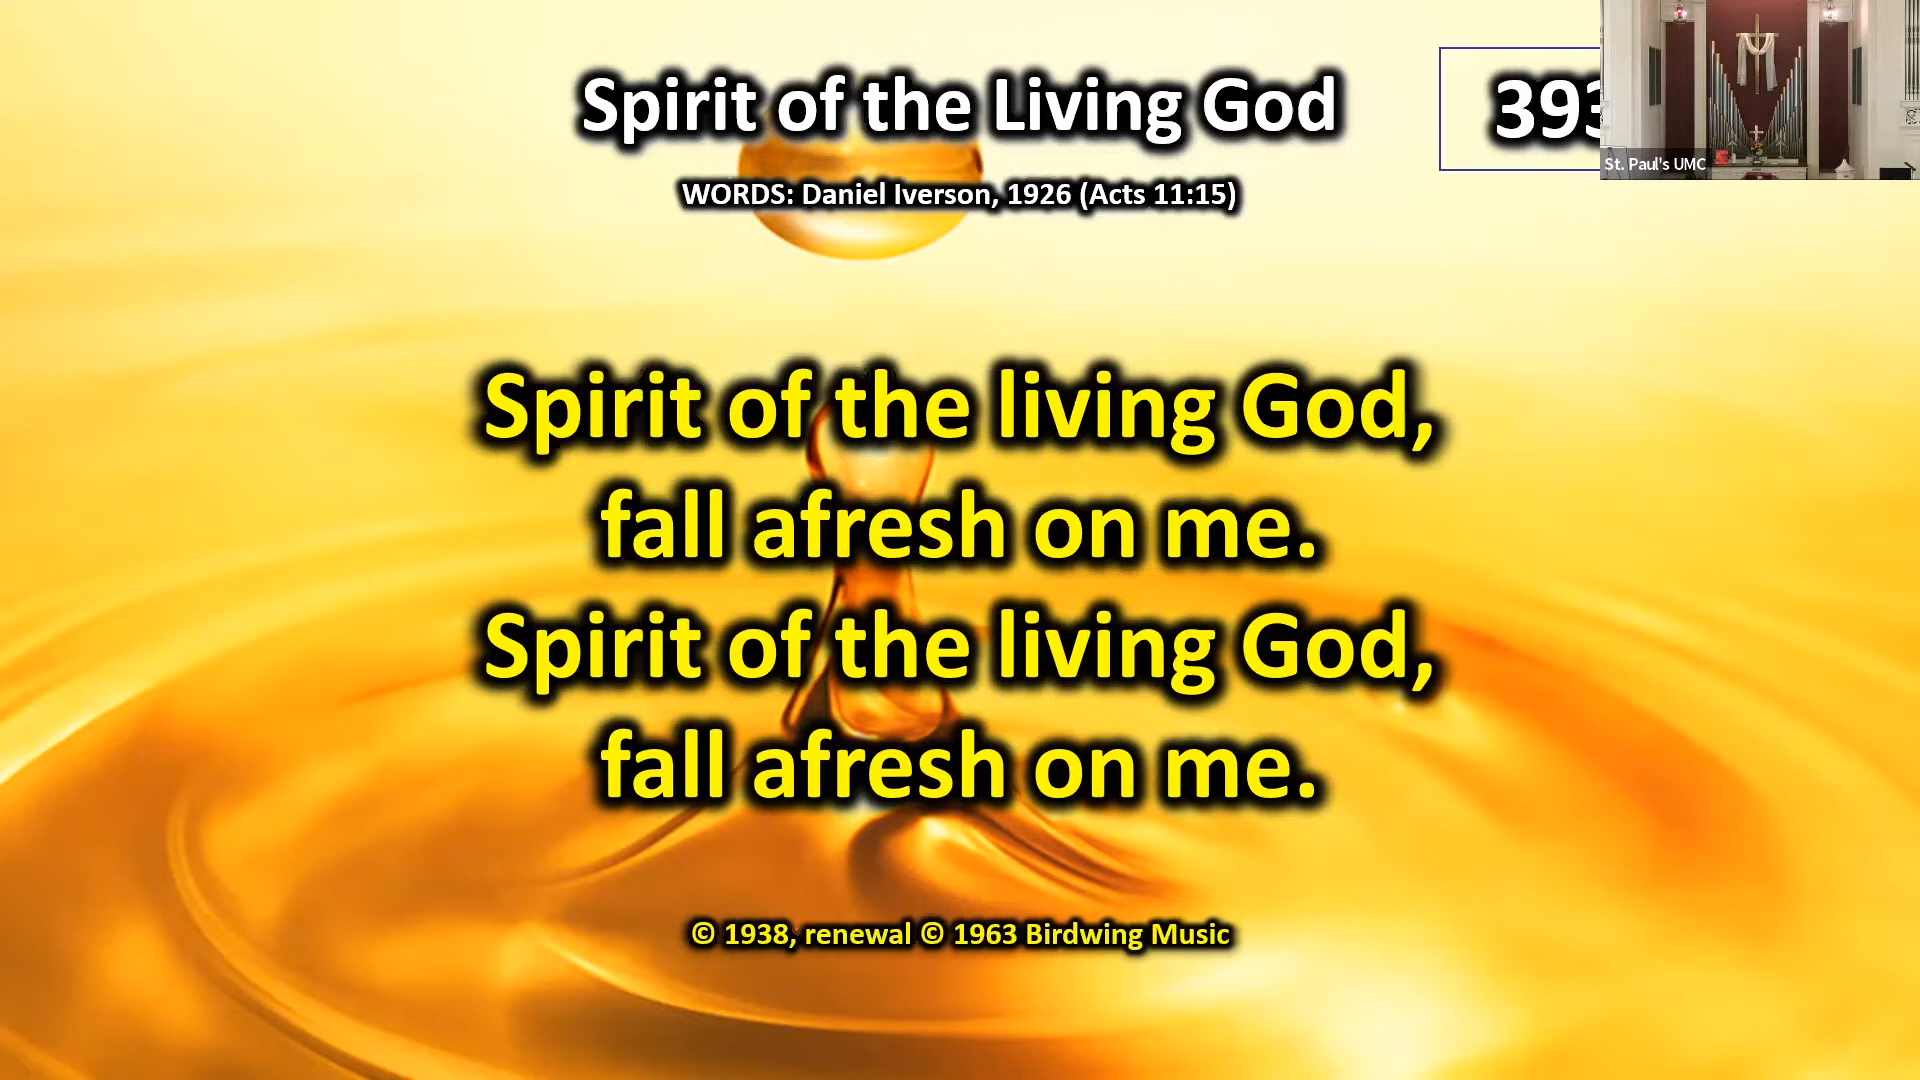 Spirit of the Living God
393
St. Paul's UMC
WORDS: Daniel Iverson, 1926 (Acts 11:15)
Spirit of the living God,
fall afresh on me.
Spirit of the living God,
fall afresh on me.
© 1938, renewal © 1963 Birdwing Music